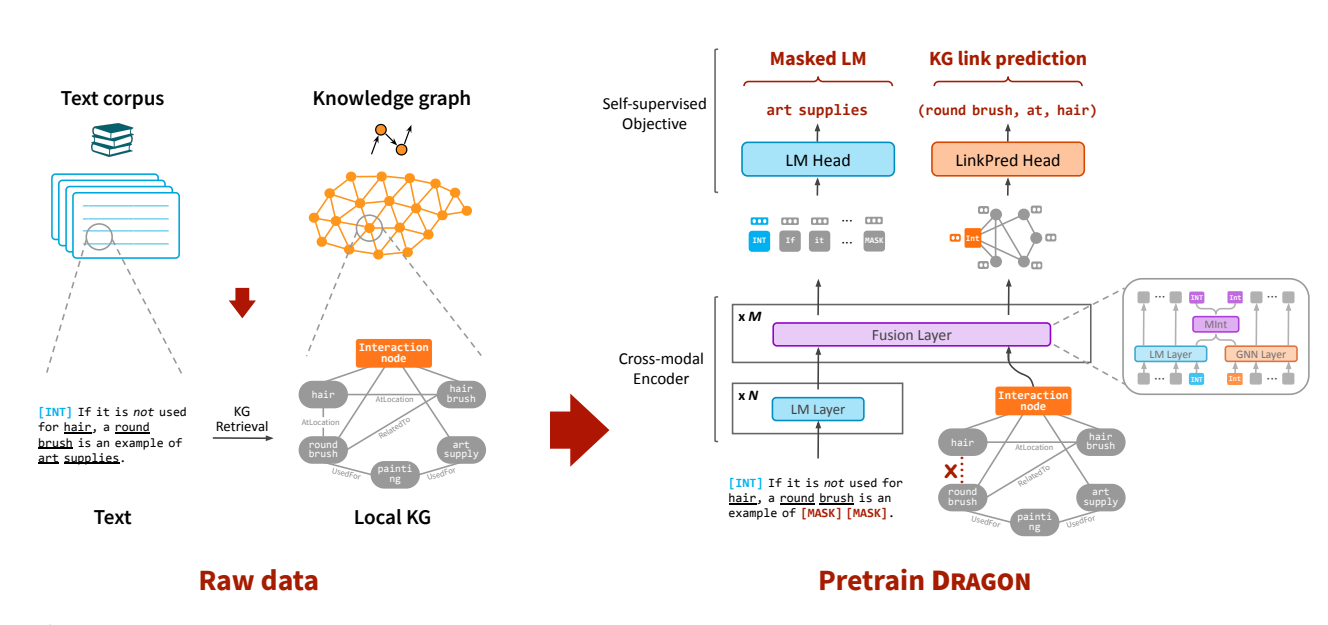 Text corpus
Knowledge graph
Interaction
node
hair
hair
brush
AtLocation
AtLocation
RelatedTo
round
brush
art
supply
painti
ng
UsedFor
UsedFor
[INT] If it is not used
for hair, a round
brush is an example of
art supplies.
KG
Retrieval
Text
Local KG
Raw data
Self-supervised
Objective
Masked LM
KG link prediction
art supplies
(round brush, at, hair)
LM Head
LinkPred Head
INT
If
it
...
...
MASK
Int
Cross-modal
Encoder
x M
Fusion Layer
x N
LM Layer
Interaction
node
hair
hair
brush
AtLocation
X
RelatedTo
round
brush
art
supply
painti
ng
UsedFor
UsedFor
[INT] If it is not used for
hair, a round brush is an
example of [MASK] [MASK].
...
INT
Int
...
MInt
LM Layer
GNN Layer
...
INT
Int
...
Pretrain DRAGON